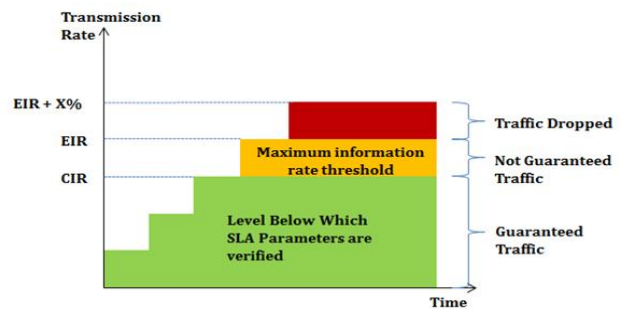 Transmission
Rate
EIR + X%
EIR
CIR
Maximum information
rate threshold
Level Below Which
SLA Parameters are
verified
Traffic Dropped
Not Guaranteed
Traffic
Guaranteed
Traffic
Time